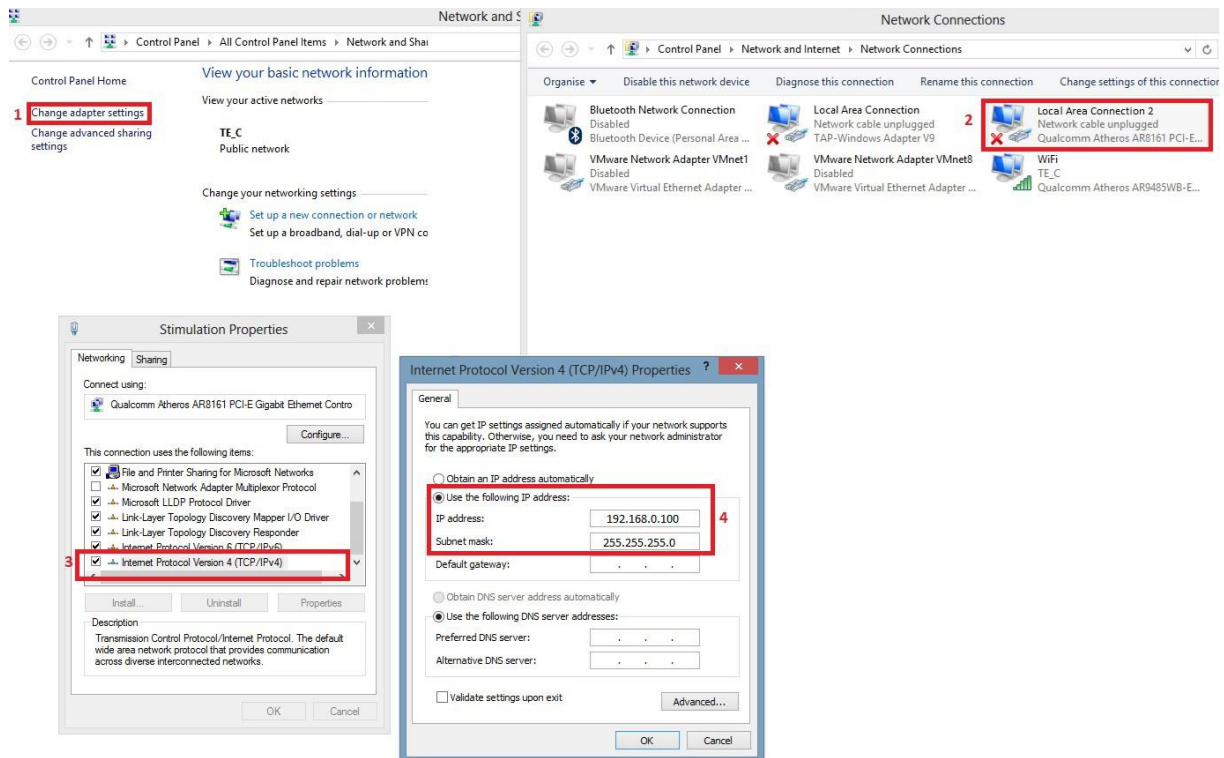 Network and S
Control Panel
All Control Panel Items
Network and Sha
Control Panel Home
1
Change adapter settings
Change advanced sharing
settings
View your basic network information
View your active networks
TE_C
Public network
Change your networking settings
Set up a new connection or network
Set up a broadband, dial-up or VPN co
Troubleshoot problems
Diagnose and repair network problems
Network Connections
Control Panel
Network and Internet
Network Connections
Organise
Disable this network device
Diagnose this connection
Rename this connection
Change settings of this connection
Bluetooth Network Connection
Disabled
Bluetooth Device (Personal Area ...
Local Area Connection
Network cable unplugged
TAP-Windows Adapter V9
2
Local Area Connection 2
Network cable unplugged
Qualcomm Atheros AR8161 PCI-E...
VMware Network Adapter VMnet1
Disabled
VMware Virtual Ethernet Adapter ...
VMware Network Adapter VMnet8
Disabled
VMware Virtual Ethernet Adapter ...
WiFi
TE_C
Qualcomm Atheros AR9485WB-E...
Stimulation Properties
Networking
Sharing
Connect using:
Qualcomm Atheros AR8161 PCI-E Gigabit Ethernet Contro
Configure...
This connection uses the following items:
File and Printer Sharing for Microsoft Networks
Microsoft Network Adapter Multiplexor Protocol
Microsoft LLDP Protocol Driver
Link-Layer Topology Discovery Mapper I/O Driver
Link-Layer Topology Discovery Responder
Internet Protocol Version 6 (TCP/IPv6)
3
Internet Protocol Version 4 (TCP/IPv4)
Install...
Uninstall
Properties
Description
Transmission Control Protocol/Internet Protocol. The default
wide area network protocol that provides communication
across diverse interconnected networks.
OK
Cancel
Internet Protocol Version 4 (TCP/IPv4) Properties
?
General
You can get IP settings assigned automatically if your network supports
this capability. Otherwise, you need to ask your network administrator
for the appropriate IP settings.
Obtain an IP address automatically
Use the following IP address:
IP address:
192.168.0.100
4
Subnet mask:
255.255.255.0
Default gateway:
. . .
Obtain DNS server address automatically
Use the following DNS server addresses:
Preferred DNS server:
. . .
Alternative DNS server:
. . .
Validate settings upon exit
Advanced...
OK
Cancel